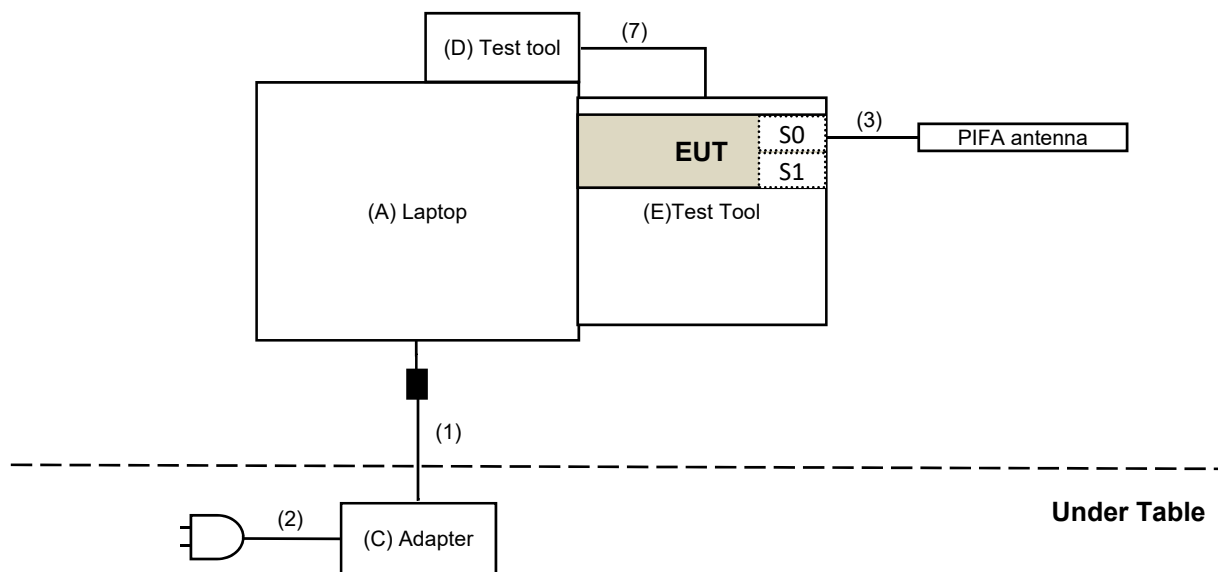 (D) Test tool
(7)
EUT
S0
S1
(3)
PIFA antenna
(A) Laptop
(E)Test Tool
(1)
Under Table
(2)
(C) Adapter